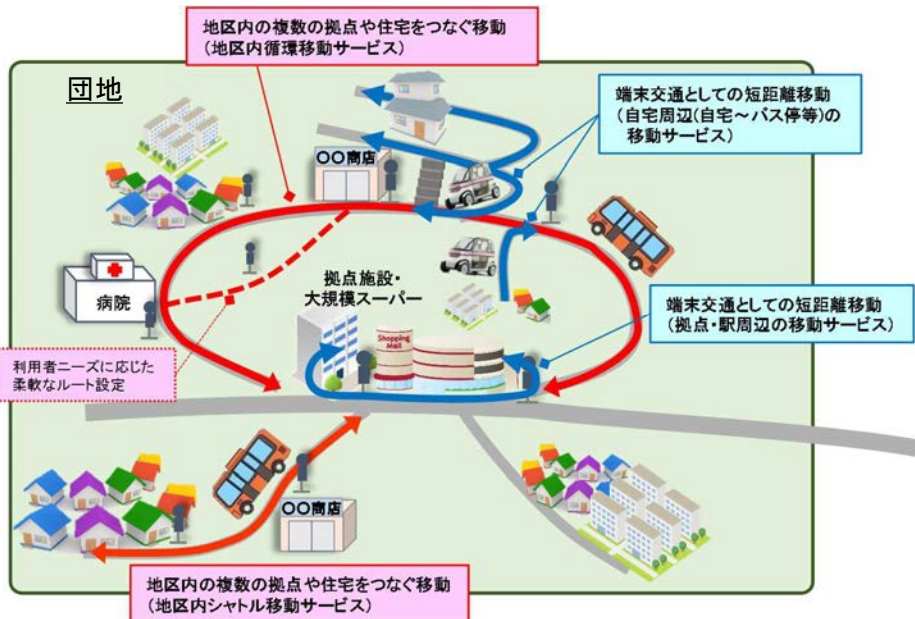 地区内の複数の拠点や住宅をつなぐ移動
（地区内循環移動サービス）
団地
端末交通としての短距離移動
（自宅周辺(自宅～バス停等)の
移動サービス）
〇〇商店
病院
拠点施設・
大規模スーパー
Shopping
Mall
端末交通としての短距離移動
（拠点・駅周辺の移動サービス）
利用者ニーズに応じた
柔軟なルート設定
〇〇商店
地区内の複数の拠点や住宅をつなぐ移動
（地区内シャトル移動サービス）